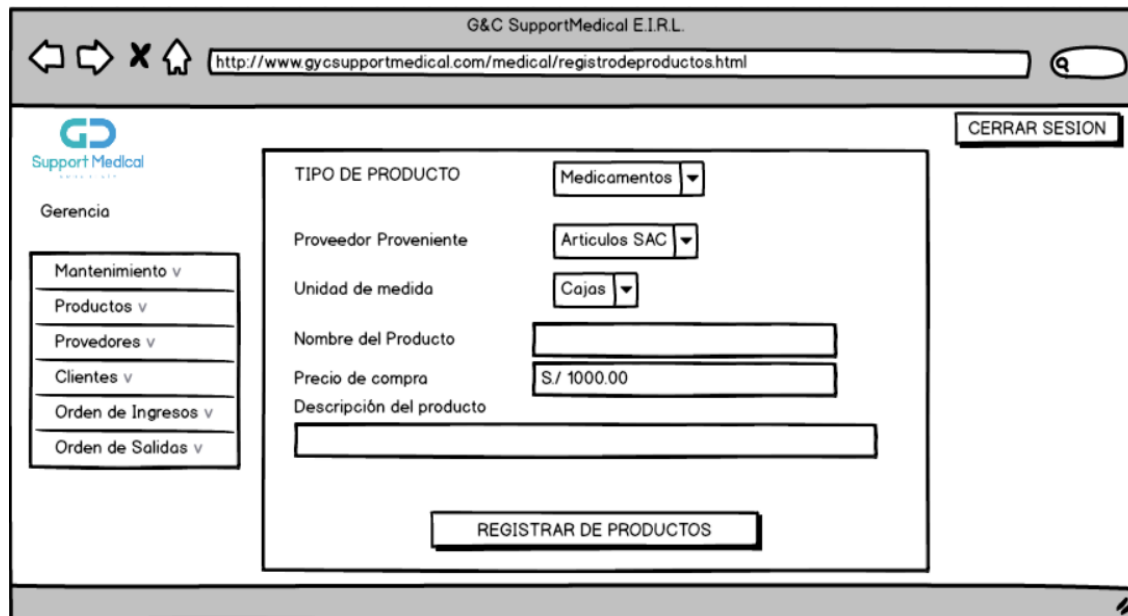 G&C SupportMedical E.I.R.L.
http://www.gycsupportmedical.com/medical/registrodeproductos.html
CERRAR SESION
Support Medical
Gerencia
Mantenimiento v
Productos v
Provedores v
Clientes v
Orden de Ingresos v
Orden de Salidas v
TIPO DE PRODUCTO Medicamentos
Proveedor Proveniente Articulos SAC
Unidad de medida Cajas
Nombre del Producto
Precio de compra S./ 1000.00
Descripción del producto
REGISTRAR DE PRODUCTOS